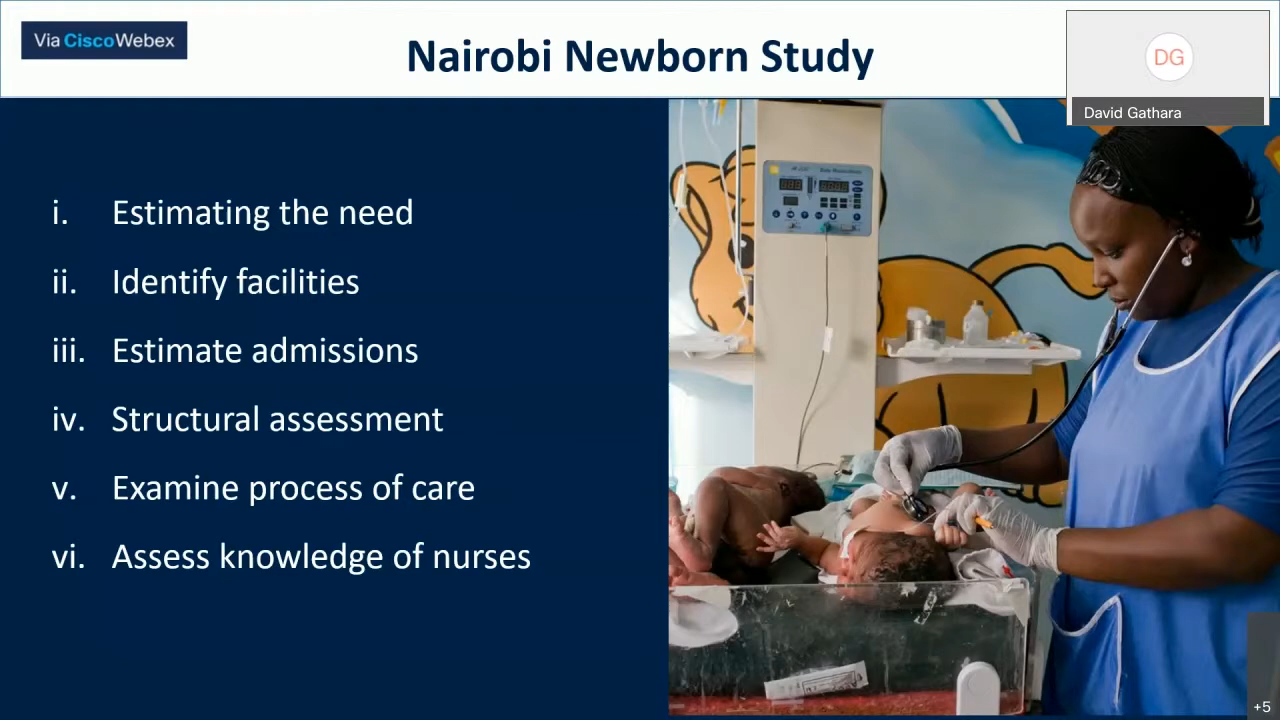 Via CiscoWebex
Nairobi Newborn Study
DG
David Gathara
i. Estimating the need
ii. Identify facilities
iii. Estimate admissions
iv. Structural assessment
v. Examine process of care
vi. Assess knowledge of nurses
+5